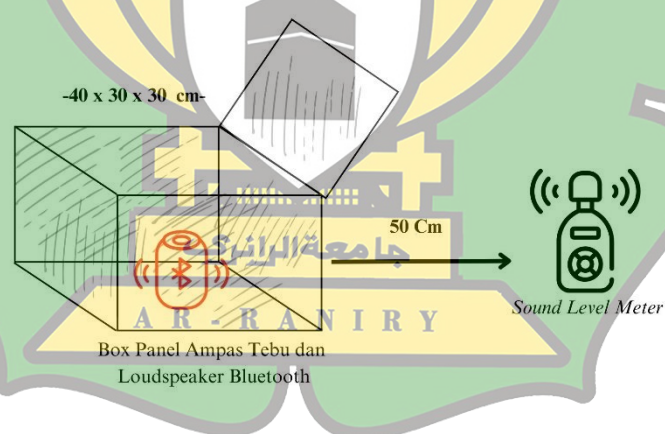 -40 x 30 x 30 cm-
50 Cm
جامعة الرانري
Sound Level Meter
A R - R A N I R Y
Box Panel Ampas Tebu dan
Loudspeaker Bluetooth